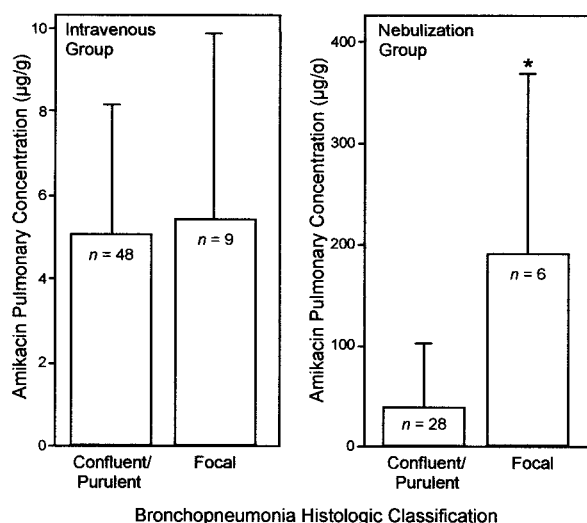 Intravenous
Group
Amikacin Pulmonary Concentration (µg/g)
10
8
6
4
2
0
n = 48
n = 9
Confluent/
Purulent
Focal
Nebulization
Group
Amikacin Pulmonary Concentration (µg/g)
400
300
200
100
0
*
n = 28
n = 6
Confluent/
Purulent
Focal
Bronchopneumonia Histologic Classification